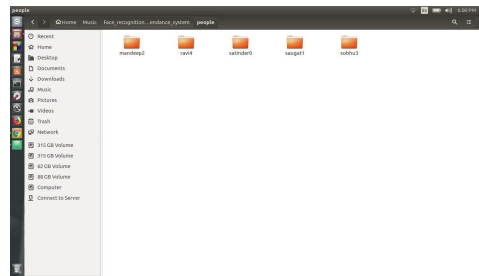 people
6:00 PM
Home Music Face_recognition...endance_system people
Recent
Home
Desktop
Documents
Downloads
Music
Pictures
Videos
Trash
Network
315 GB Volume
315 GB Volume
62 GB Volume
80 GB Volume
Computer
Connect to Server
mandeep2 ravi4 satinder0 saugat1 sobhu3